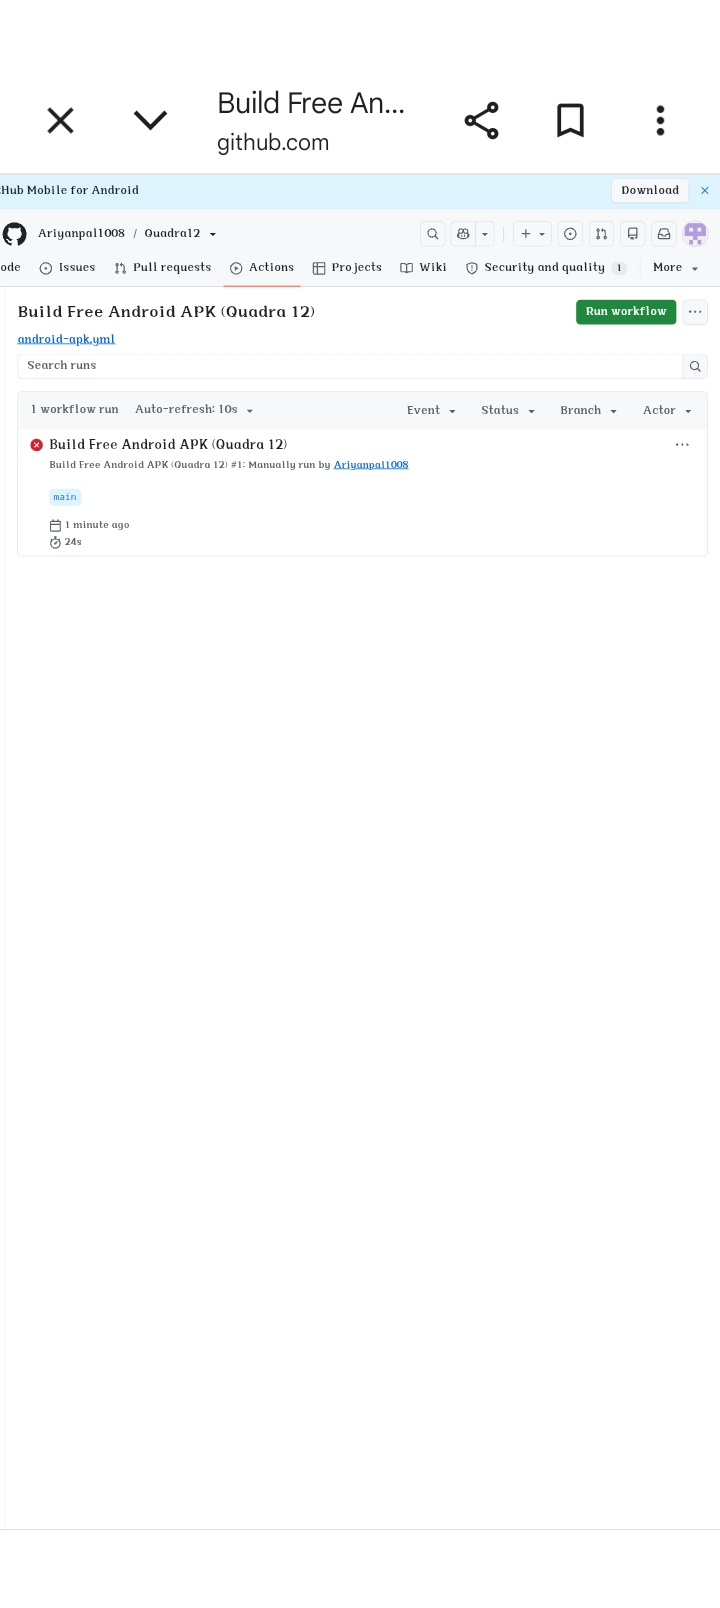 Build Free An...
github.com
Hub Mobile for Android
Download
Ariyanpal1008 / Quadra12
ode Issues Pull requests Actions Projects Wiki Security and quality 1 More
Build Free Android APK (Quadra 12)
Run workflow
android-apk.yml
Search runs
1 workflow run Auto-refresh: 10s Event Status Branch Actor
Build Free Android APK (Quadra 12)
Build Free Android APK (Quadra 12) #1: Manually run by Ariyanpal1008
main
1 minute ago
24s